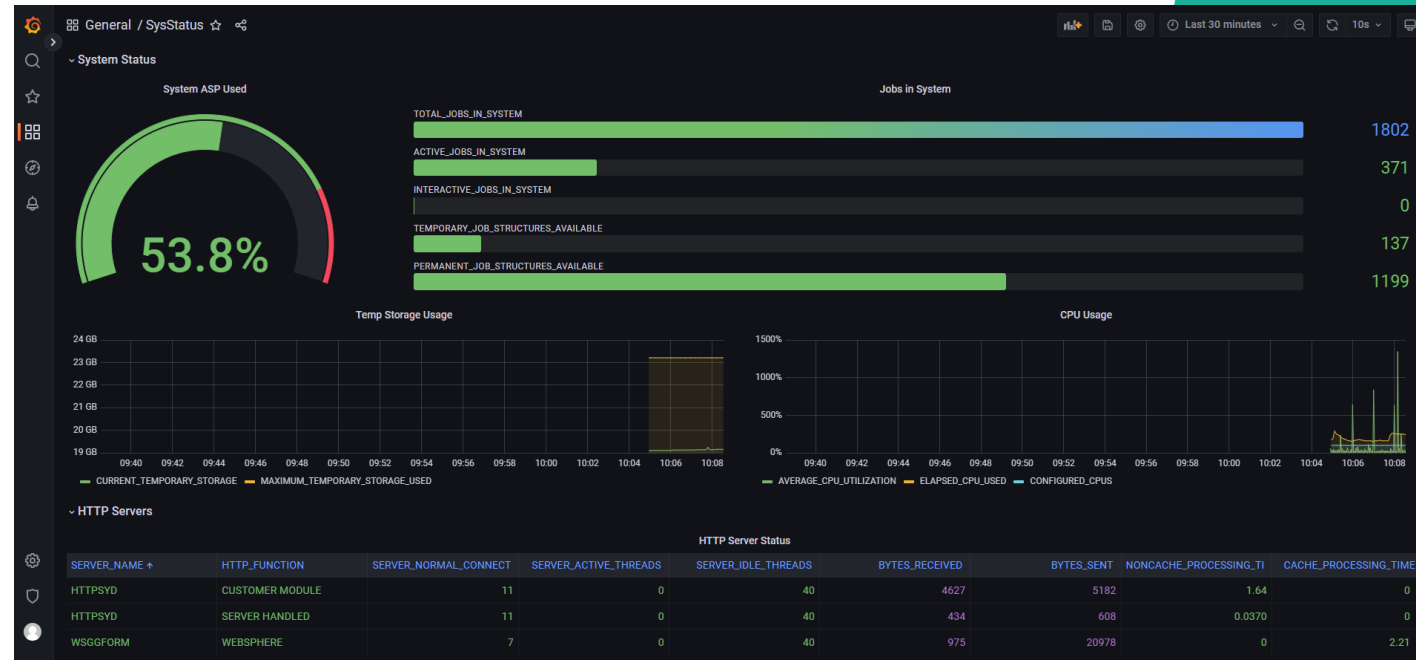 General / SysStatus
Last 30 minutes
10s
System Status
System ASP Used
53.8%
Jobs in System
TOTAL_JOBS_IN_SYSTEM
1802
ACTIVE_JOBS_IN_SYSTEM
371
INTERACTIVE_JOBS_IN_SYSTEM
0
TEMPORARY_JOB_STRUCTURES_AVAILABLE
137
PERMANENT_JOB_STRUCTURES_AVAILABLE
1199
Temp Storage Usage
24 GB
23 GB
22 GB
21 GB
20 GB
19 GB
09:40 09:42 09:44 09:46 09:48 09:50 09:52 09:54 09:56 09:58 10:00 10:02 10:04 10:06 10:08
CURRENT_TEMPORARY_STORAGE MAXIMUM_TEMPORARY_STORAGE_USED
CPU Usage
1500%
1000%
500%
0%
09:40 09:42 09:44 09:46 09:48 09:50 09:52 09:54 09:56 09:58 10:00 10:02 10:04 10:06 10:08
AVERAGE_CPU_UTILIZATION ELAPSED_CPU_USED CONFIGURED_CPUS
HTTP Servers
HTTP Server Status
SERVER_NAME HTTP_FUNCTION SERVER_NORMAL_CONNECT SERVER_ACTIVE_THREADS SERVER_IDLE_THREADS BYTES_RECEIVED BYTES_SENT NONCACHE_PROCESSING_TI CACHE_PROCESSING_TIME
HTTPSYD CUSTOMER MODULE 11 0 40 4627 5182 1.64 0
HTTPSYD SERVER HANDLED 11 0 40 434 608 0.0370 0
WSGGFORM WEBSPHERE 7 0 40 975 20978 0 2.21